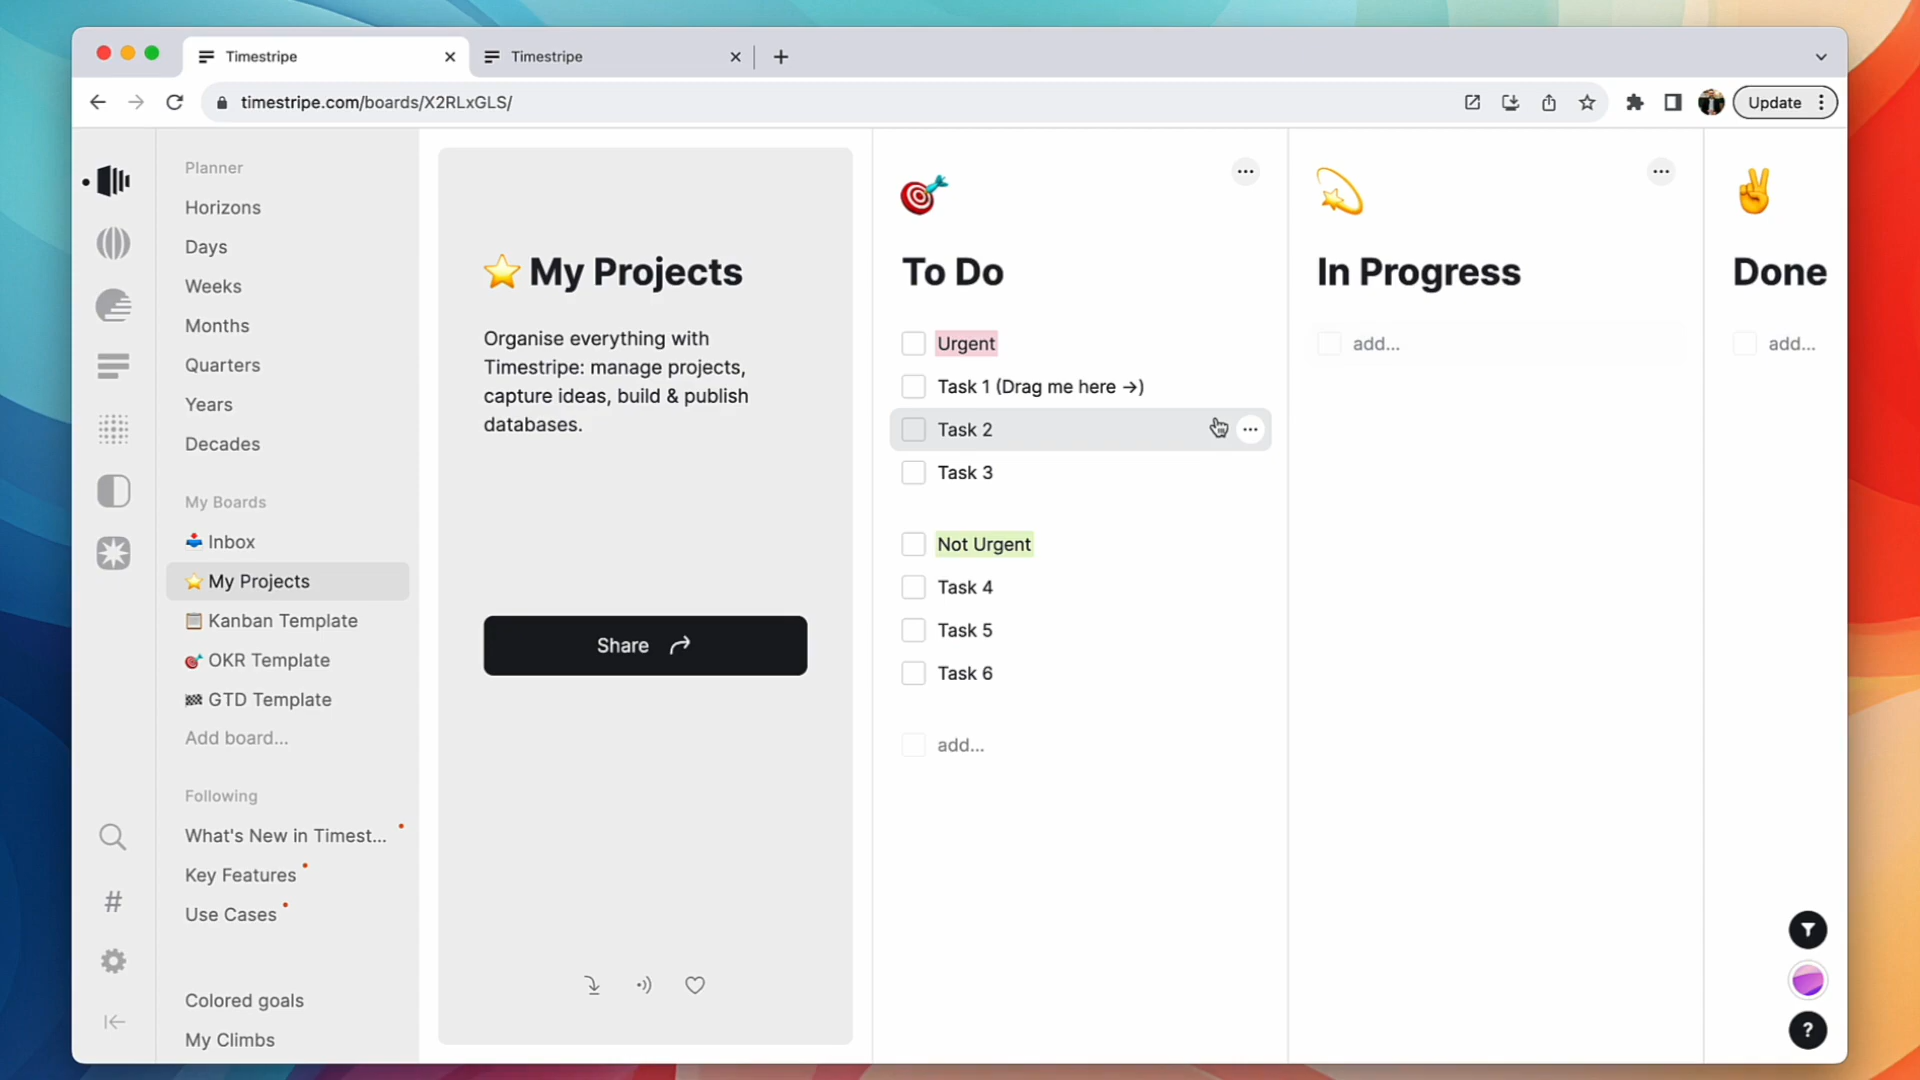 Timestripe
Timestripe
timestripe.com/boards/X2RLxGLS/
Update
Planner
Horizons
Days
Weeks
Months
Quarters
Years
Decades
My Boards
Inbox
My Projects
Kanban Template
OKR Template
GTD Template
Add board...
Following
What's New in Timest...
Key Features
Use Cases
Colored goals
My Climbs
My Projects
Organise everything with
Timestripe: manage projects,
capture ideas, build & publish
databases.
Share
To Do
Urgent
Task 1 (Drag me here →)
Task 2
Task 3
Not Urgent
Task 4
Task 5
Task 6
add...
In Progress
add...
Done
add...